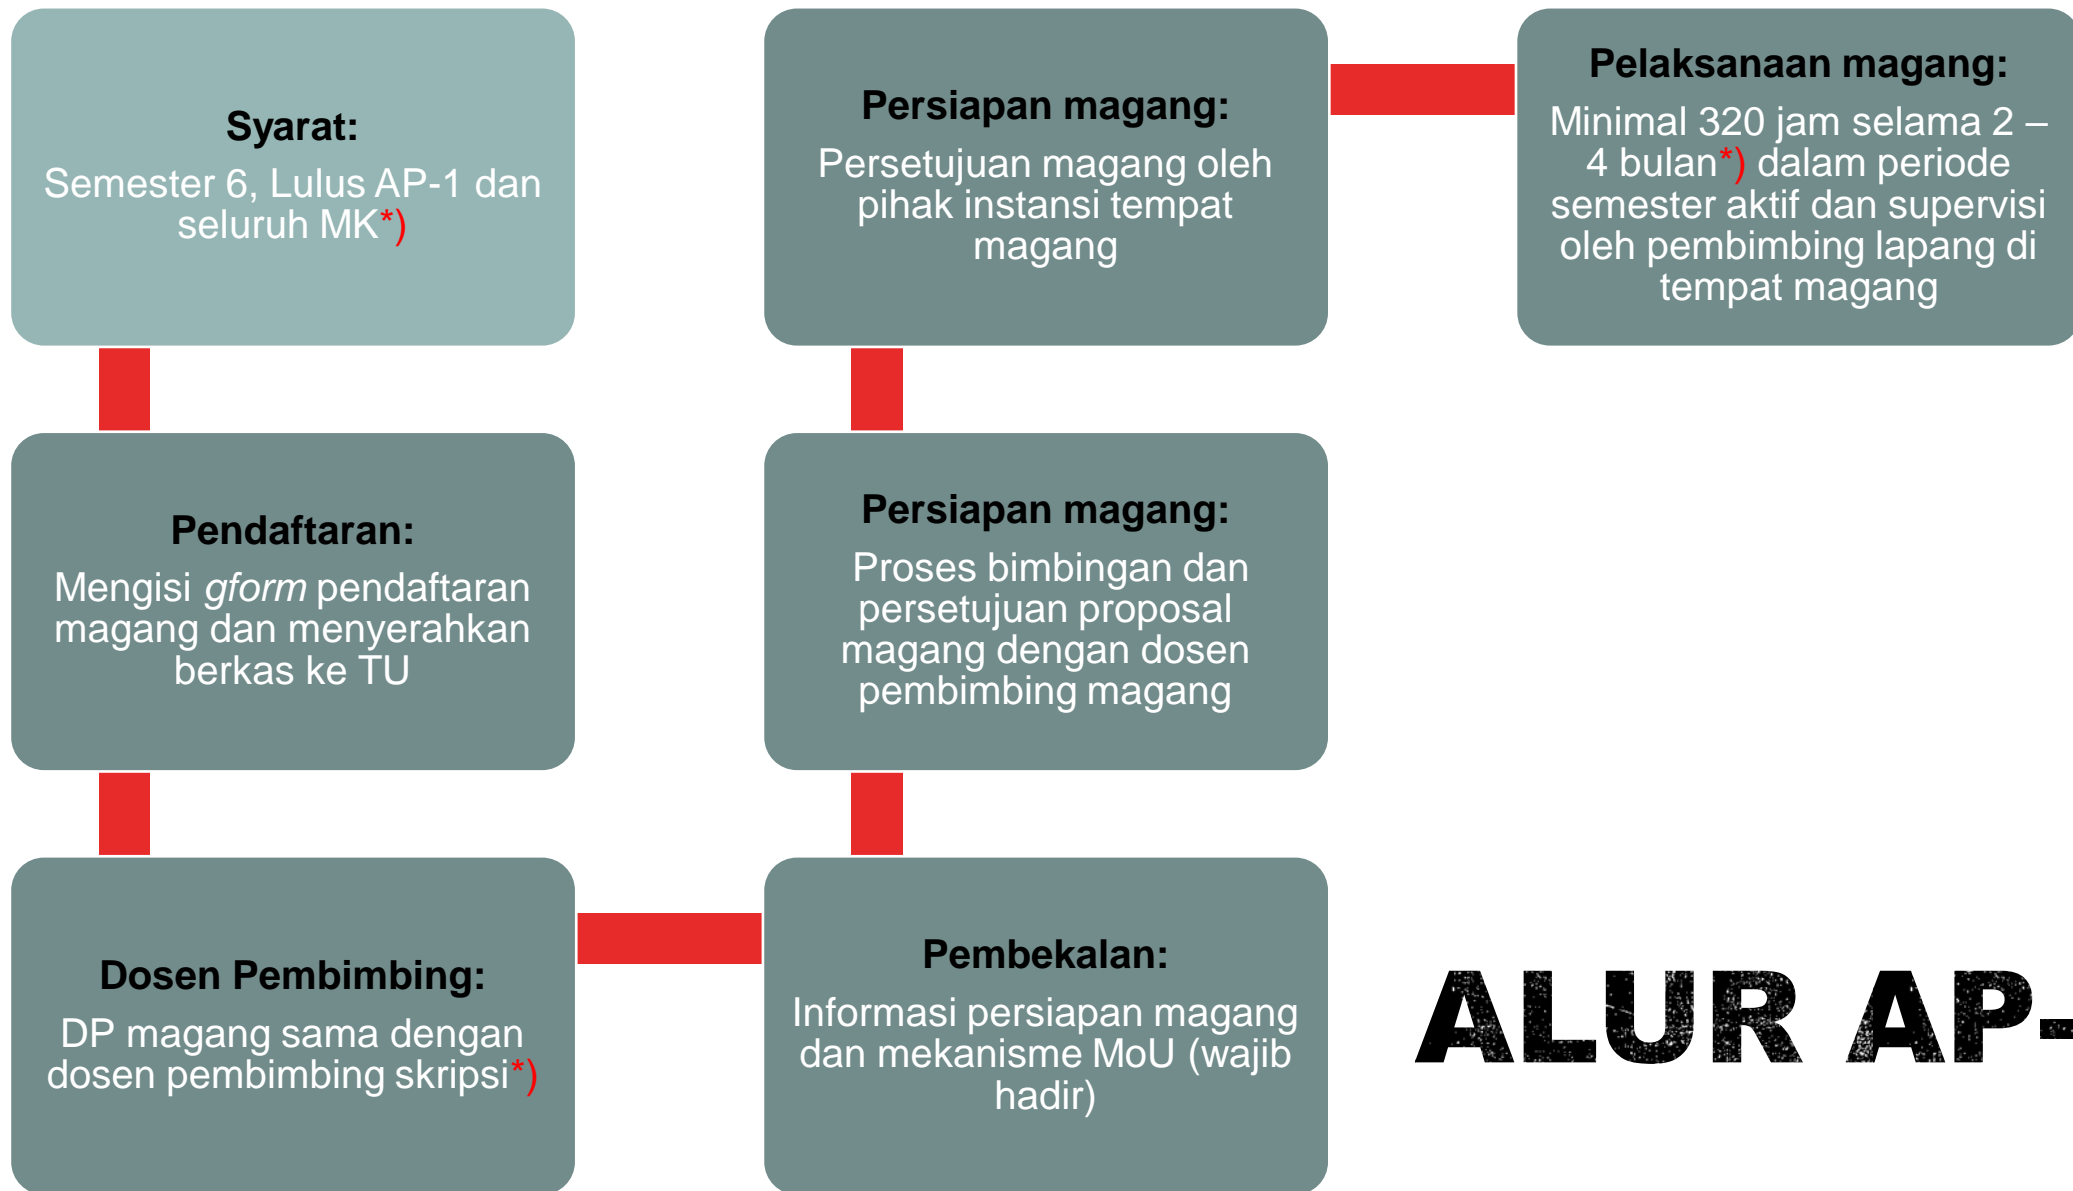 Syarat:
Semester 6, Lulus AP-1 dan
seluruh MK*)
Pendaftaran:
Mengisi gform pendaftaran
magang dan menyerahkan
berkas ke TU
Dosen Pembimbing:
DP magang sama dengan
dosen pembimbing skripsi*)
Pembekalan:
Informasi persiapan magang
dan mekanisme MoU (wajib
hadir)
Persiapan magang:
Proses bimbingan dan
persetujuan proposal
magang dengan dosen
pembimbing magang
Persiapan magang:
Persetujuan magang oleh
pihak instansi tempat
magang
Pelaksanaan magang:
Minimal 320 jam selama 2 –
4 bulan*) dalam periode
semester aktif dan supervisi
oleh pembimbing lapang di
tempat magang
ALUR AP-